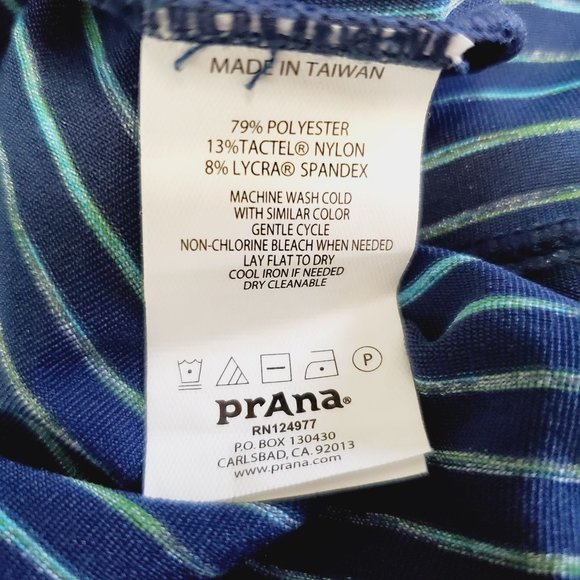 MADE IN TAIWAN
79% POLYESTER
13%TACTEL® NYLON
8% LYCRA® SPANDEX
MACHINE WASH COLD
WITH SIMILAR COLOR
GENTLE CYCLE
NON-CHLORINE BLEACH WHEN NEEDED
LAY FLAT TO DRY
COOL IRON IF NEEDED
DRY CLEANABLE
P
prAna®
RN124977
P.O. BOX 130430
CARLSBAD, CA. 92013
www.prana.com